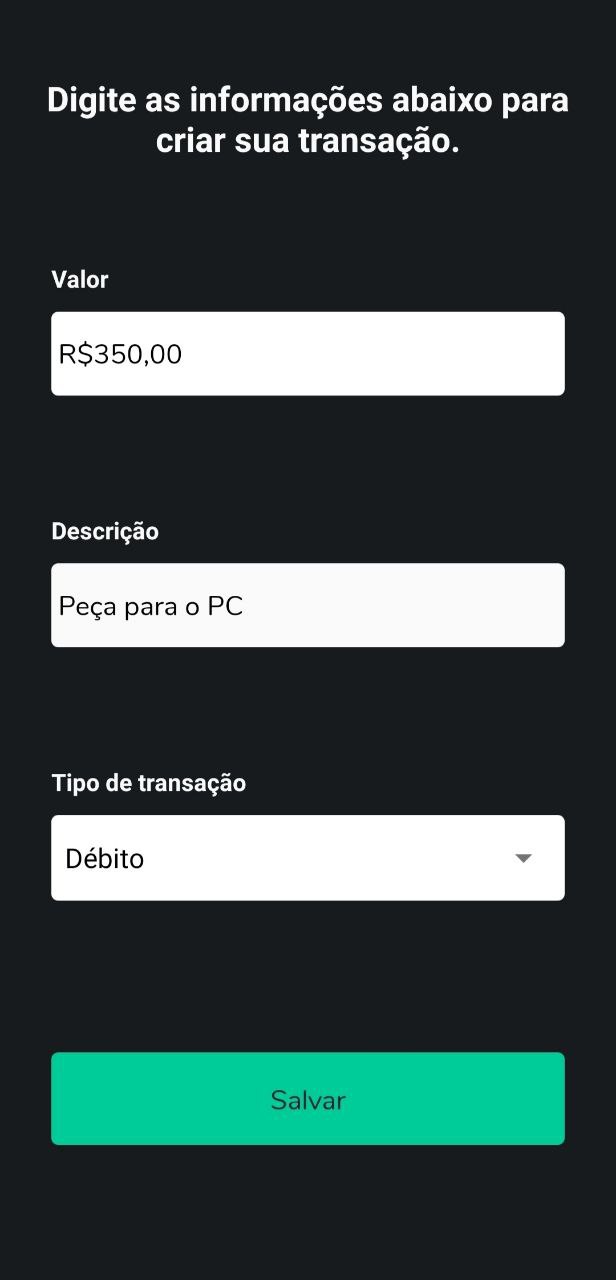 Digite as informações abaixo para
criar sua transação.
Valor
R$350,00
Descrição
Peça para o PC
Tipo de transação
Débito
Salvar